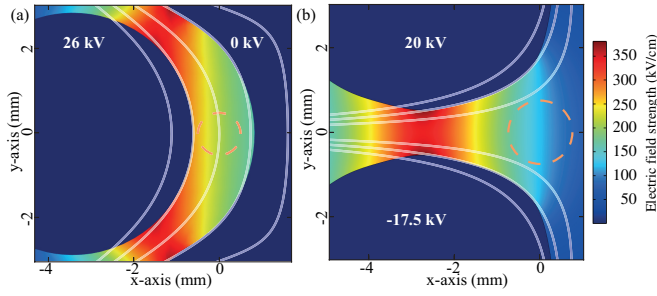 (a)
26 kV
0 kV
y-axis (mm)
2
0
-2
-4
-2
0
x-axis (mm)
(b)
20 kV
-17.5 kV
y-axis (mm)
2
0
-2
-4
-2
0
x-axis (mm)
350
300
250
200
150
100
50
Electric field strength (kV/cm)